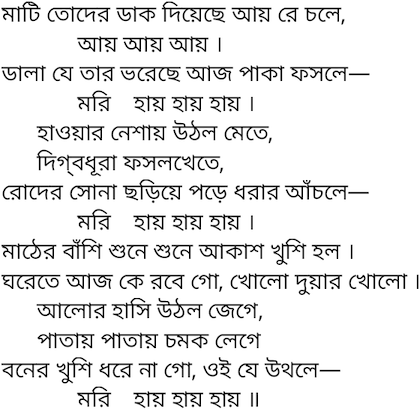 মাটি তোদের ডাক দিয়েছে আয় রে চলে,
আয় আয় আয় ।
ডালা যে তার ভরেছে আজ পাকা ফসলে—
মরি    হায় হায় হায় ।
হাওয়ার নেশায় উঠল মেতে,
দিগ্‌বধূরা ফসলখেতে,
রোদের সোনা ছড়িয়ে পড়ে ধরার আঁচলে—
মরি    হায় হায় হায় ।
মাঠের বাঁশি শুনে শুনে আকাশ খুশি হল ।
ঘরেতে আজ কে রবে গো, খোলো দুয়ার খোলো ।
আলোর হাসি উঠল জেগে,
পাতায় পাতায় চমক লেগে
বনের খুশি ধরে না গো, ওই যে উথলে—
মরি    হায় হায় হায় ॥